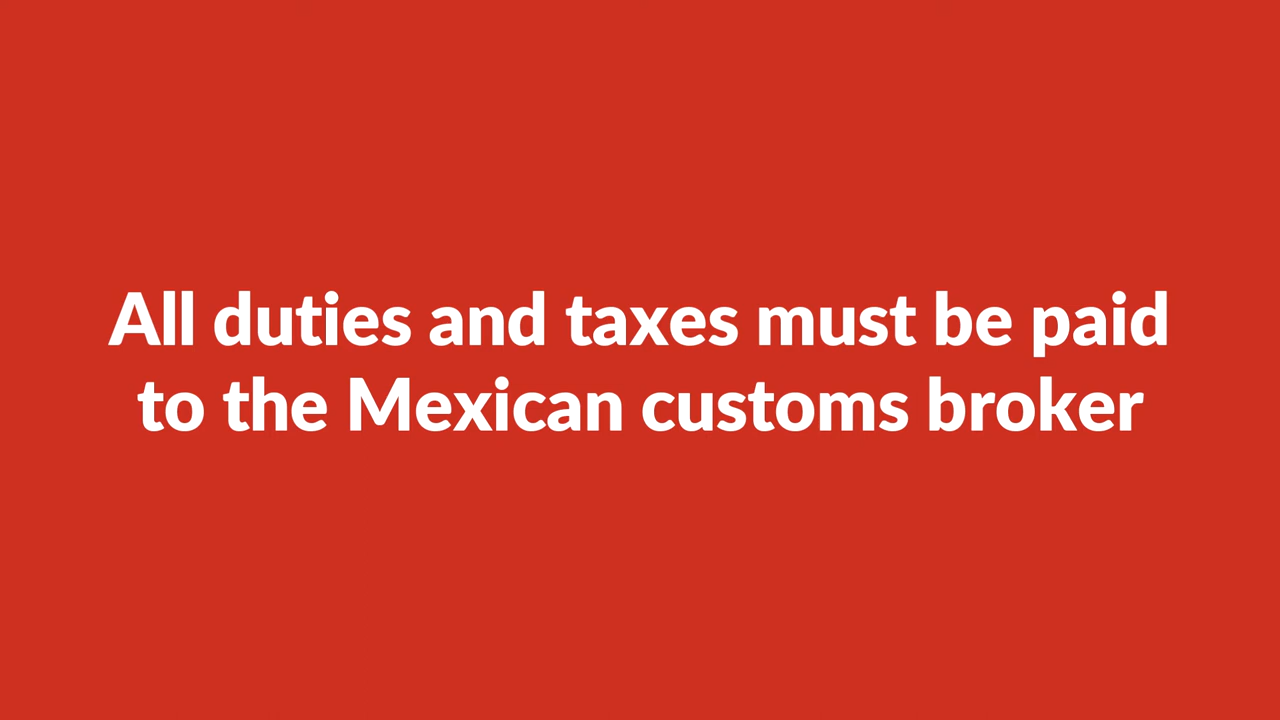 All duties and taxes must be paid
to the Mexican customs broker